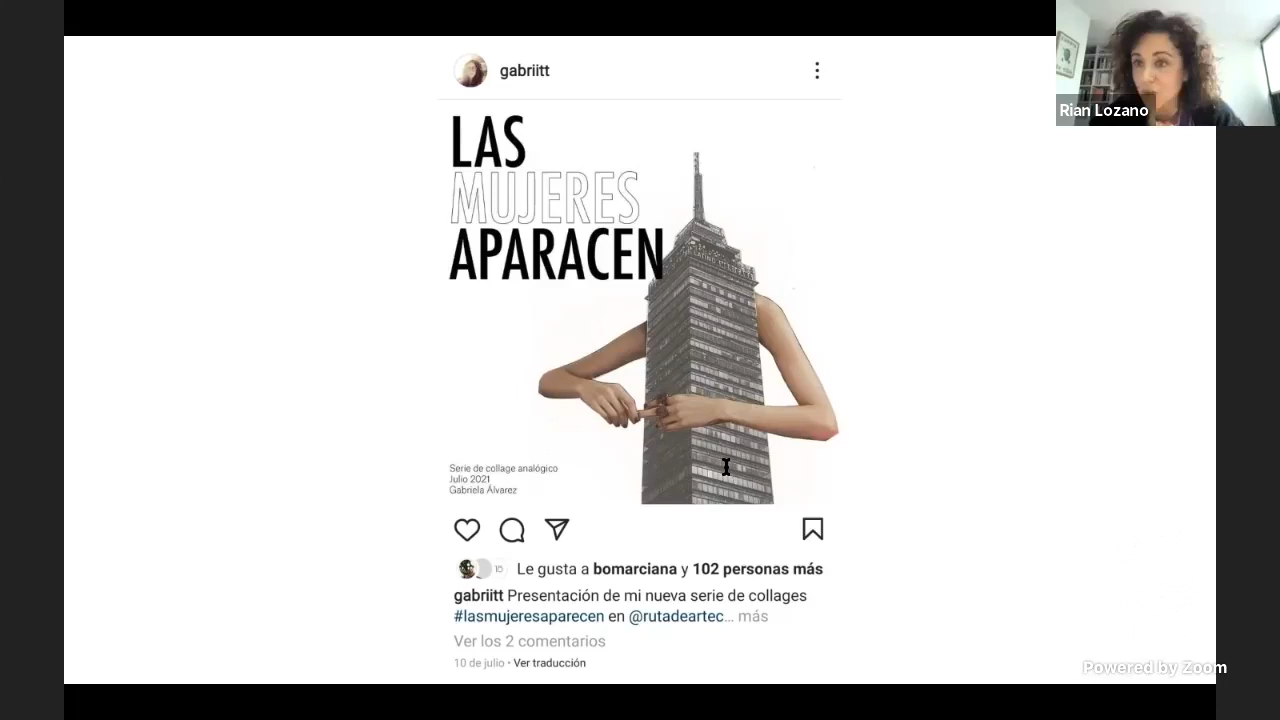 gabriitt
Rian Lozano
LAS
MUJERES
APARACEN
Serie de collage analógico
Julio 2021
Gabriela Álvarez
Le gusta a bomarciana y 102 personas más
gabriitt Presentación de mi nueva serie de collages
#lasmujeresaparecen en @rutadeartec... más
Ver los 2 comentarios
10 de julio • Ver traducción
Powered by Zoom